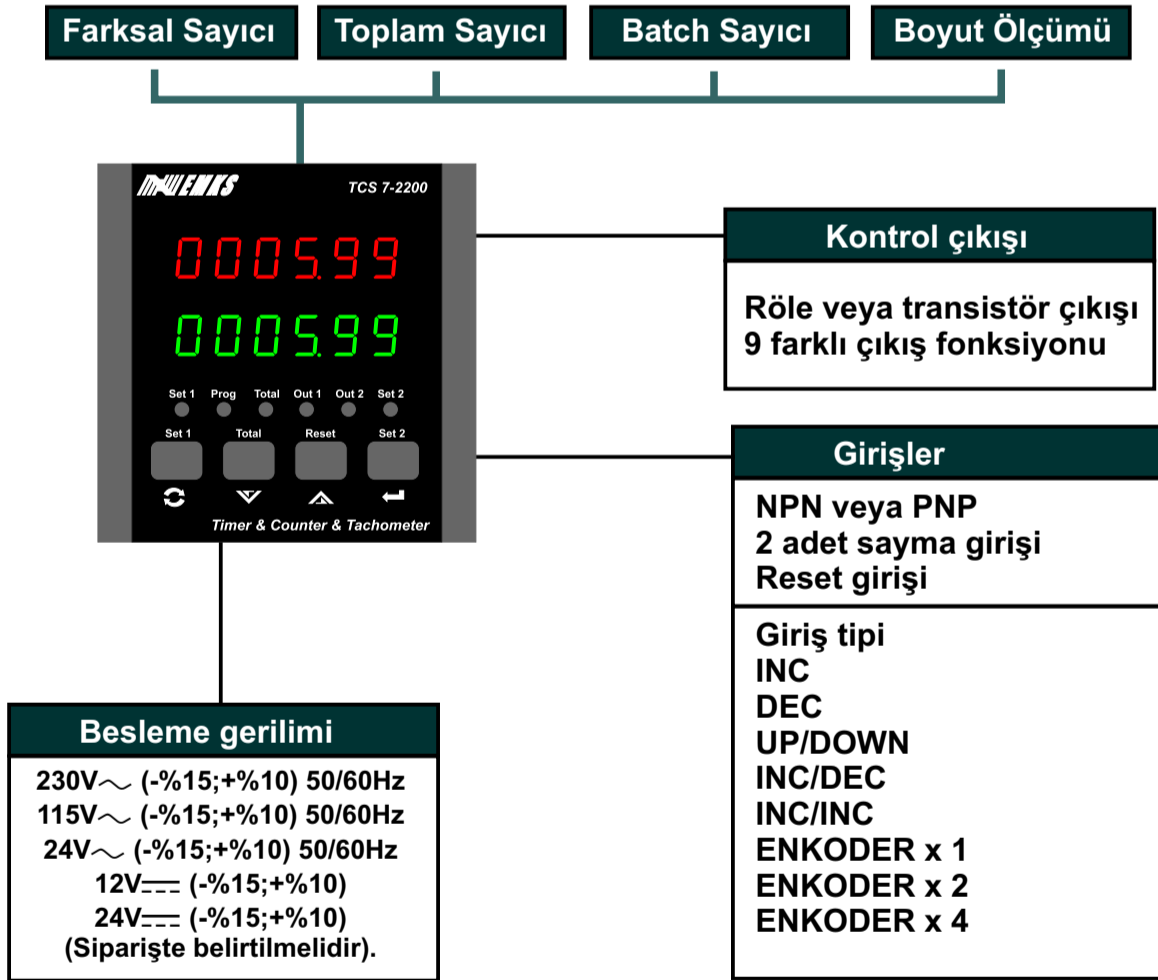 Farksal Sayıcı
Toplam Sayıcı
Batch Sayıcı
Boyut Ölçümü
EMKS
TCS 7-2200
0005.99
0005.99
Set 1 Prog Total Out 1 Out 2 Set 2
Set 1 Total Reset Set 2
Timer & Counter & Tachometer
Kontrol çıkışı
Röle veya transistör çıkışı
9 farklı çıkış fonksiyonu
Girişler
NPN veya PNP
2 adet sayma girişi
Reset girişi
Giriş tipi
INC
DEC
UP/DOWN
INC/DEC
INC/INC
ENKODER x 1
ENKODER x 2
ENKODER x 4
Besleme gerilimi
230V~ (-%15;+%10) 50/60Hz
115V~ (-%15;+%10) 50/60Hz
24V~ (-%15;+%10) 50/60Hz
12V⎓ (-%15;+%10)
24V⎓ (-%15;+%10)
(Siparişte belirtilmelidir).